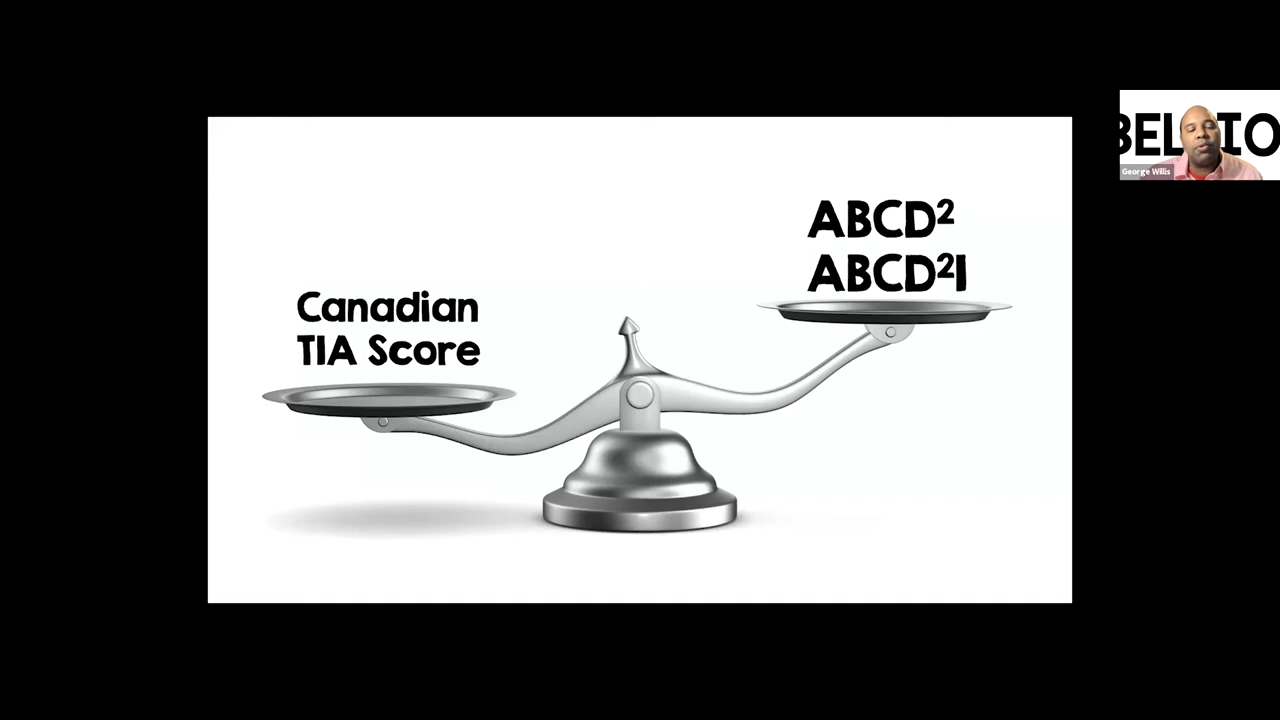 ABCD²
ABCD²I
Canadian
TIA Score
George Willis